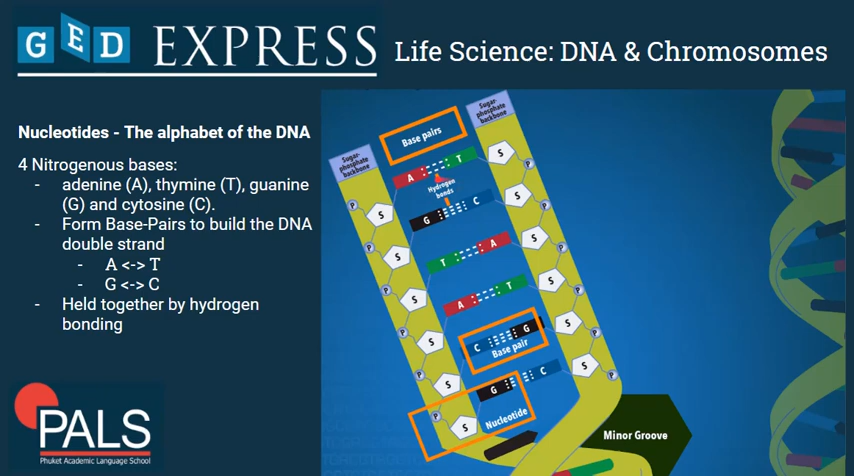 GED EXPRESS
Life Science: DNA & Chromosomes
Nucleotides - The alphabet of the DNA
4 Nitrogenous bases:
- adenine (A), thymine (T), guanine
(G) and cytosine (C).
- Form Base-Pairs to build the DNA
double strand
- A <-> T
- G <-> C
- Held together by hydrogen
bonding
PALS
Phuket Academic Language School
Sugar-
phosphate
backbone
Base pairs
Sugar-
phosphate
backbone
A T
Hydrogen
bonds
G C
T A
A T
C G
Base pair
G C
Nucleotide
P S S P
P S S P
P S S P
P S S P
P S S P
P S S P
Minor Groove